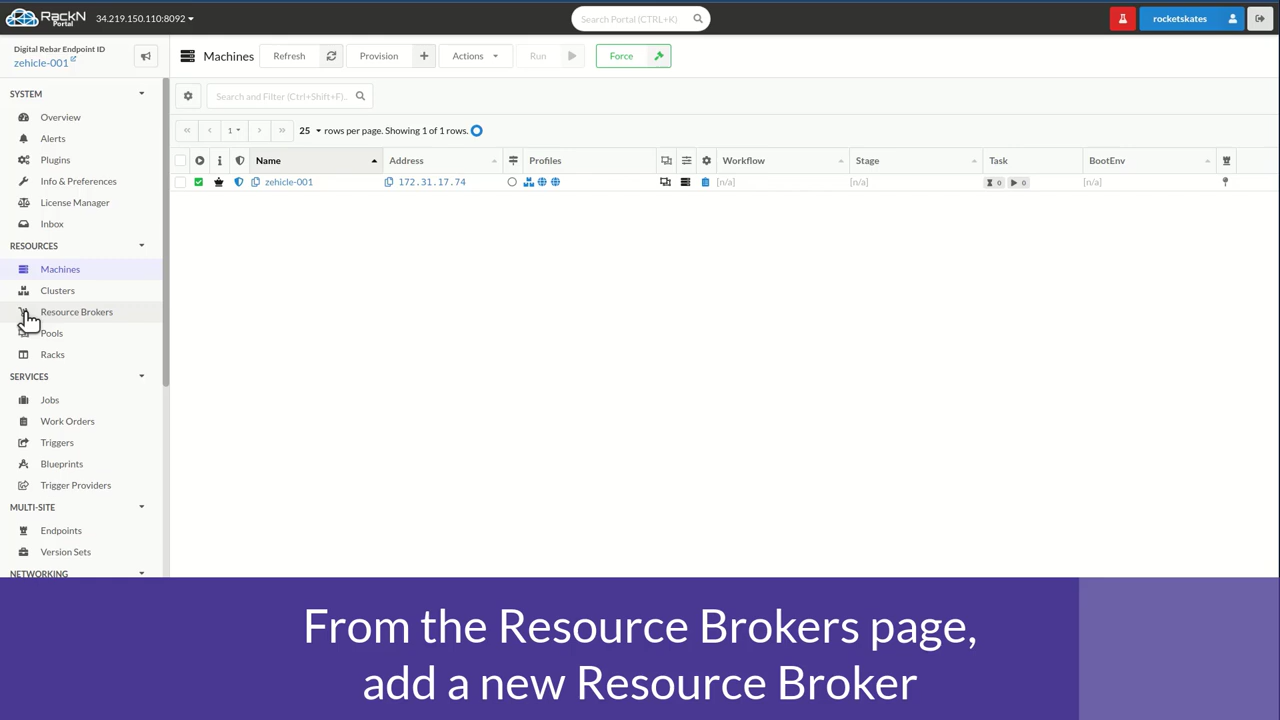 RackN
Portal
34.219.150.110:8092
Search Portal (CTRL+K)
rocketskates
Digital Rebar Endpoint ID
zehicle-001
Machines
Refresh
Provision
Actions
Run
Force
SYSTEM
Overview
Alerts
Plugins
Info & Preferences
License Manager
Inbox
RESOURCES
Machines
Clusters
Resource Brokers
Pools
Racks
SERVICES
Jobs
Work Orders
Triggers
Blueprints
Trigger Providers
MULTI-SITE
Endpoints
Version Sets
NETWORKING
Search and Filter (Ctrl+Shift+F)..
1
25 rows per page. Showing 1 of 1 rows.
Name Address Profiles Workflow Stage Task BootEnv
zehicle-001 172.31.17.74 [n/a] [n/a] 0 0 [n/a]
From the Resource Brokers page,
add a new Resource Broker